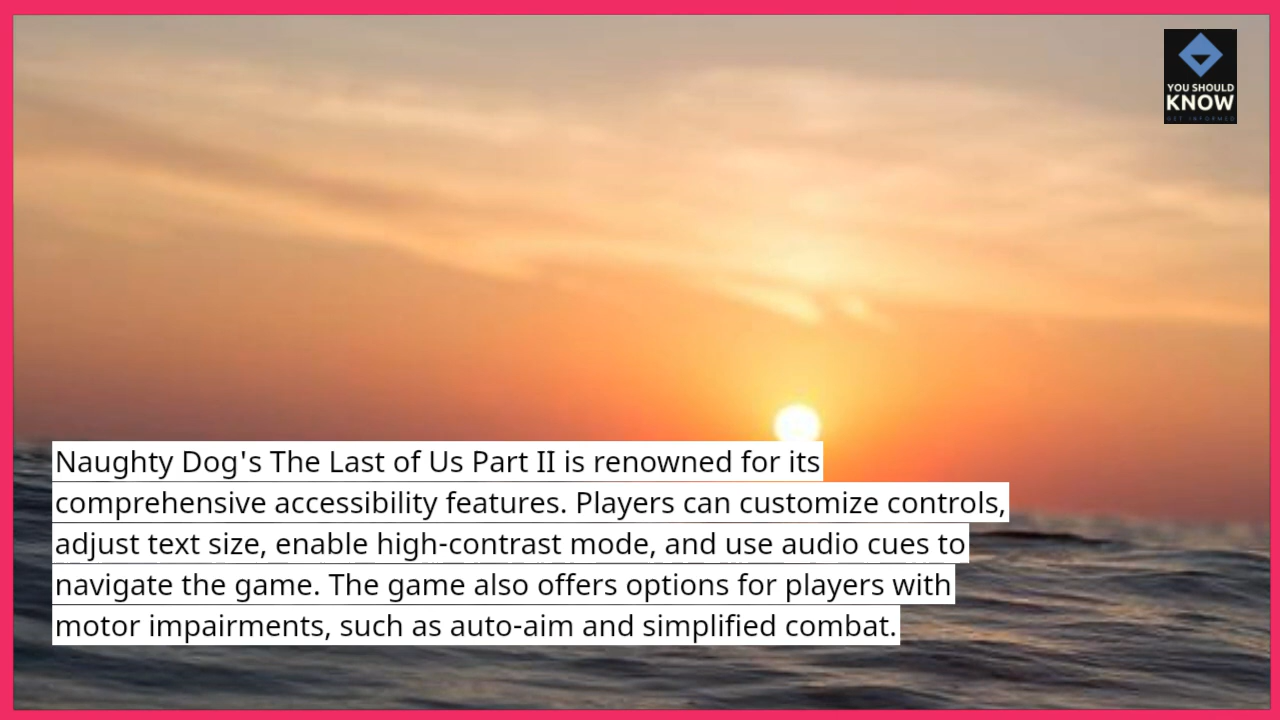 YOU SHOULD
KNOW
GET INFORMED
Naughty Dog's The Last of Us Part II is renowned for its
comprehensive accessibility features. Players can customize controls,
adjust text size, enable high-contrast mode, and use audio cues to
navigate the game. The game also offers options for players with
motor impairments, such as auto-aim and simplified combat.